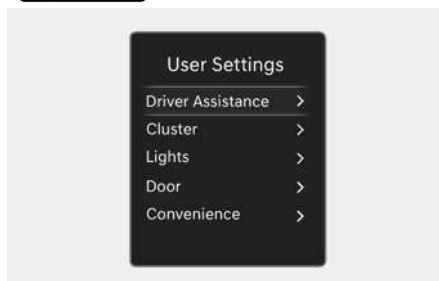 User Settings
Driver Assistance
Cluster
Lights
Door
Convenience